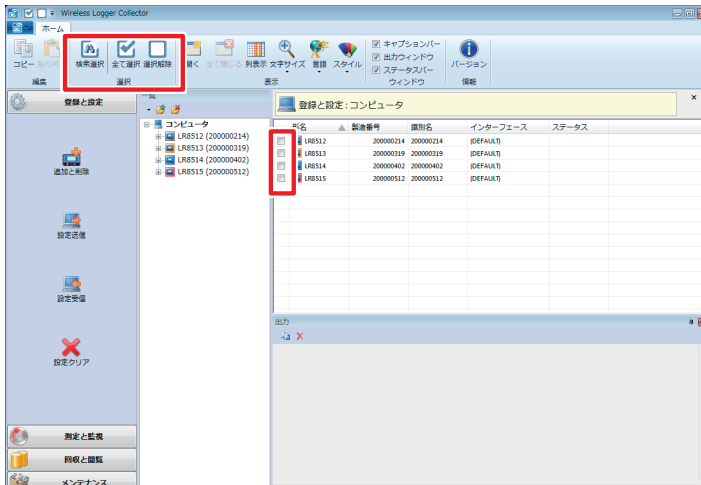 Wireless Logger Collector
ホーム
コピー 貼り付け
検索選択 全て選択 選択解除
開く 全て閉じる 列表示 文字サイズ 言語 スタイル
キャプションバー
出力ウィンドウ
ステータスバー
バージョン
編集 選択 表示 ウィンドウ 情報
登録と設定
一覧
登録と設定:コンピュータ
追加と削除
設定送信
設定受信
設定クリア
コンピュータ
LR8512 (200000214)
LR8513 (200000319)
LR8514 (200000402)
LR8515 (200000512)
形名 製造番号 識別名 インターフェース ステータス
LR8512 200000214 200000214 (DEFAULT)
LR8513 200000319 200000319 (DEFAULT)
LR8514 200000402 200000402 (DEFAULT)
LR8515 200000512 200000512 (DEFAULT)
出力
測定と監視
回収と閲覧
メンテナンス